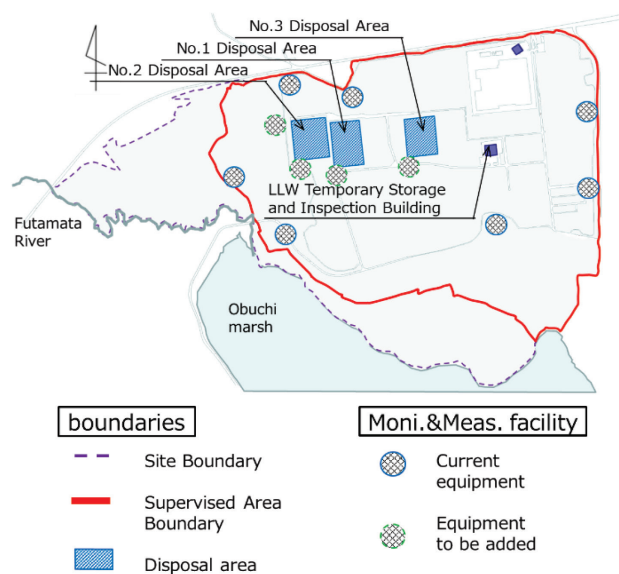 No.3 Disposal Area
No.1 Disposal Area
No.2 Disposal Area
LLW Temporary Storage
and Inspection Building
Futamata
River
Obuchi
marsh
boundaries
Site Boundary
Supervised Area
Boundary
Disposal area
Moni.&Meas. facility
Current
equipment
Equipment
to be added